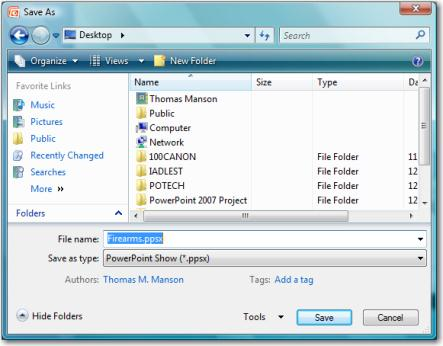 Save As
Desktop
Search
Organize Views New Folder
Favorite Links
Music
Pictures
Public
Recently Changed
Searches
More »
Folders
Name Size Type Da
Thomas Manson
Public
Computer
Network
100CANON File Folder 11
IADLEST File Folder 12
POTECH File Folder 12
PowerPoint 2007 Project File Folder 12
File name: Firearms.ppsx
Save as type: PowerPoint Show (*.ppsx)
Authors: Thomas M. Manson Tags: Add a tag
Hide Folders Tools Save Cancel